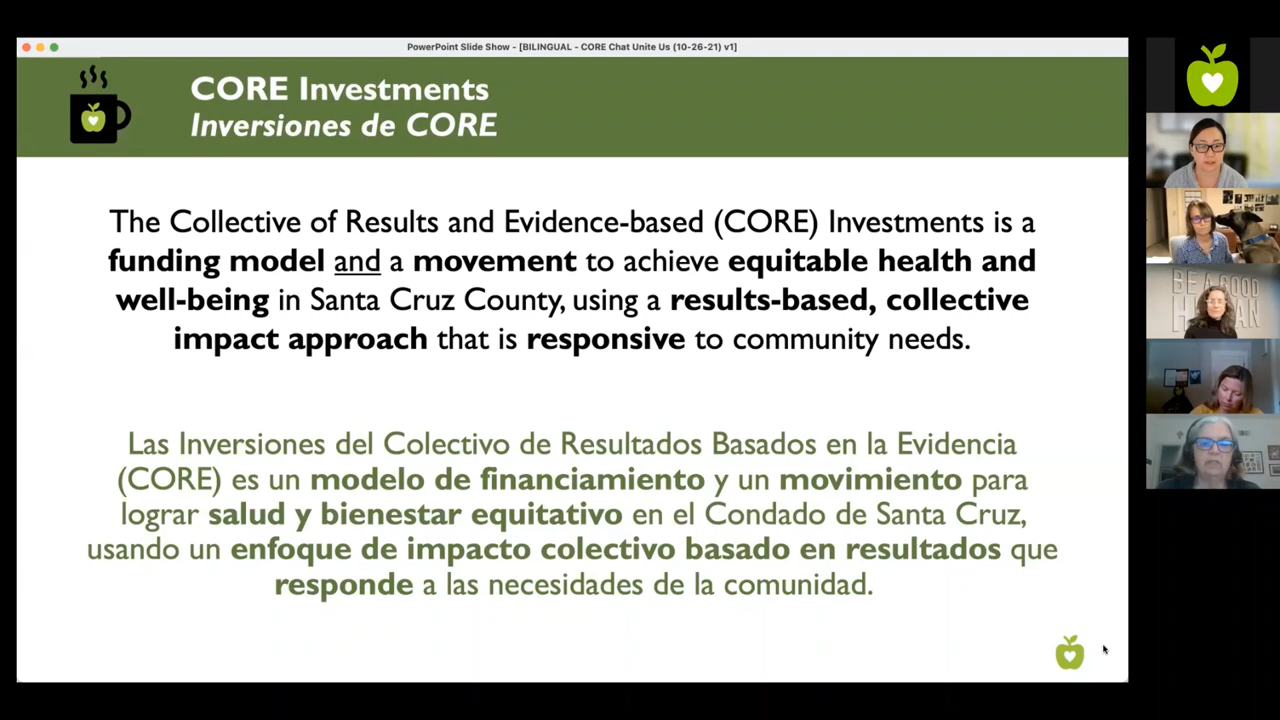 PowerPoint Slide Show - [BILINGUAL - CORE Chat Unite Us (10-26-21) v1]
CORE Investments
Inversiones de CORE
The Collective of Results and Evidence-based (CORE) Investments is a
funding model and a movement to achieve equitable health and
well-being in Santa Cruz County, using a results-based, collective
impact approach that is responsive to community needs.
Las Inversiones del Colectivo de Resultados Basados en la Evidencia
(CORE) es un modelo de financiamiento y un movimiento para
lograr salud y bienestar equitativo en el Condado de Santa Cruz,
usando un enfoque de impacto colectivo basado en resultados que
responde a las necesidades de la comunidad.
BE A GOOD